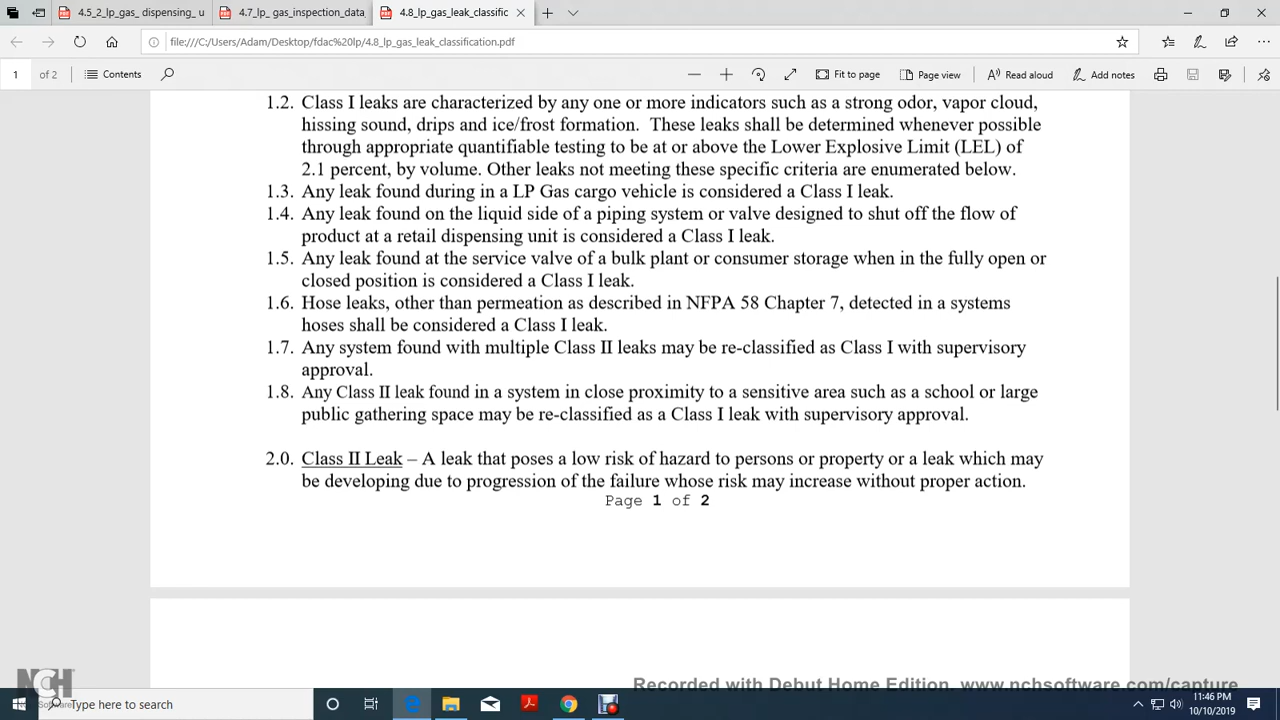 4.5_2_lp_gas_ dispensing_ u
4.7_lp_ gas_inspection_data
4.8_lp_gas_leak_classific
file:///C:/Users/Adam/Desktop/fdac%20lp/4.8_lp_gas_leak_classification.pdf
1 of 2 Contents Fit to page Page view Read aloud Add notes
1.2. Class I leaks are characterized by any one or more indicators such as a strong odor, vapor cloud,
hissing sound, drips and ice/frost formation. These leaks shall be determined whenever possible
through appropriate quantifiable testing to be at or above the Lower Explosive Limit (LEL) of
2.1 percent, by volume. Other leaks not meeting these specific criteria are enumerated below.
1.3. Any leak found during in a LP Gas cargo vehicle is considered a Class I leak.
1.4. Any leak found on the liquid side of a piping system or valve designed to shut off the flow of
product at a retail dispensing unit is considered a Class I leak.
1.5. Any leak found at the service valve of a bulk plant or consumer storage when in the fully open or
closed position is considered a Class I leak.
1.6. Hose leaks, other than permeation as described in NFPA 58 Chapter 7, detected in a systems
hoses shall be considered a Class I leak.
1.7. Any system found with multiple Class II leaks may be re-classified as Class I with supervisory
approval.
1.8. Any Class II leak found in a system in close proximity to a sensitive area such as a school or large
public gathering space may be re-classified as a Class I leak with supervisory approval.
2.0. Class II Leak – A leak that poses a low risk of hazard to persons or property or a leak which may
be developing due to progression of the failure whose risk may increase without proper action.
Page 1 of 2
NCH
Software
Recorded with Debut Home Edition. www.nchsoftware.com/capture
Type here to search
11:46 PM
10/10/2019